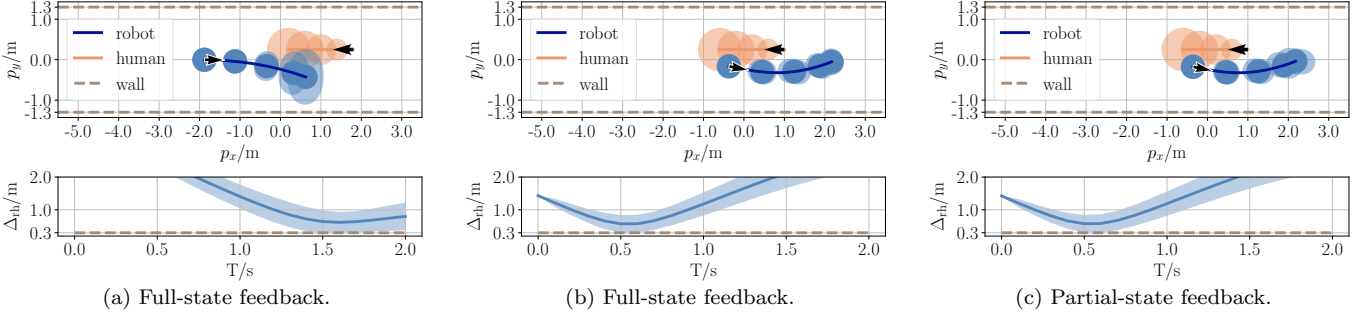 1.3
1.0
0.0
-1.0
-1.3
p_y/m
robot
human
wall
-5.0 -4.0 -3.0 -2.0 -1.0 0.0 1.0 2.0 3.0
p_x/m
2.0
1.0
0.3
Δ_rh/m
0.0 0.5 1.0 1.5 2.0
T/s
(a) Full-state feedback.
1.3
1.0
0.0
-1.0
-1.3
p_y/m
robot
human
wall
-5.0 -4.0 -3.0 -2.0 -1.0 0.0 1.0 2.0 3.0
p_x/m
2.0
1.0
0.3
Δ_rh/m
0.0 0.5 1.0 1.5 2.0
T/s
(b) Full-state feedback.
1.3
1.0
0.0
-1.0
-1.3
p_y/m
robot
human
wall
-5.0 -4.0 -3.0 -2.0 -1.0 0.0 1.0 2.0 3.0
p_x/m
2.0
1.0
0.3
Δ_rh/m
0.0 0.5 1.0 1.5 2.0
T/s
(c) Partial-state feedback.